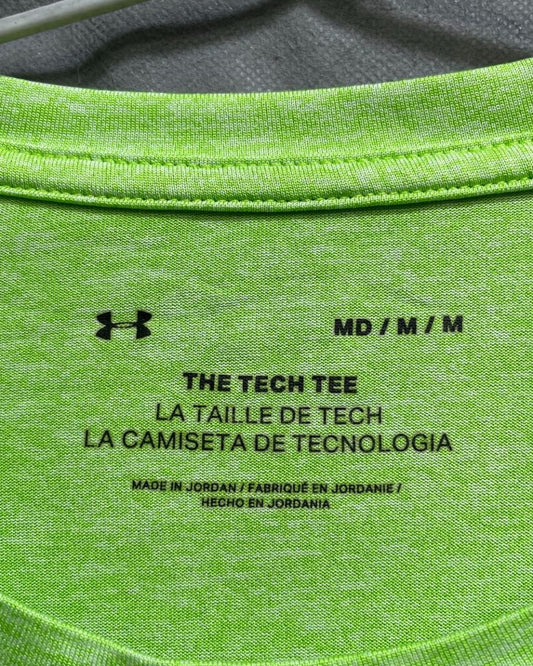 MD / M / M
THE TECH TEE
LA TAILLE DE TECH
LA CAMISETA DE TECNOLOGIA
MADE IN JORDAN / FABRIQUÉ EN JORDANIE /
HECHO EN JORDANIA